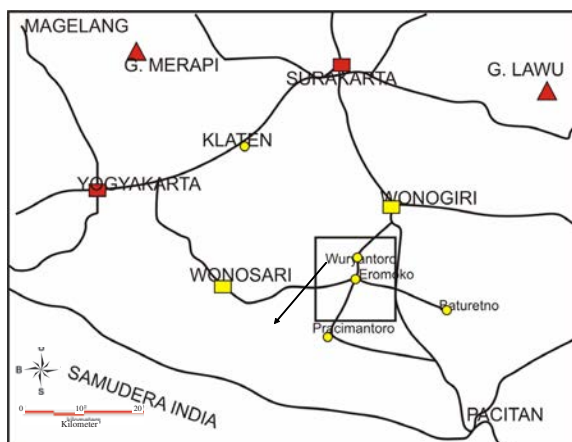 MAGELANG
G. MERAPI
G. LAWU
SURAKARTA
KLATEN
YOGYAKARTA
WONOGIRI
Wuryantoro
Eromoko
WONOSARI
Paturetno
Pracimantoro
U
B
S
SAMUDERA INDIA
PACITAN
0 10 20
Kilometer